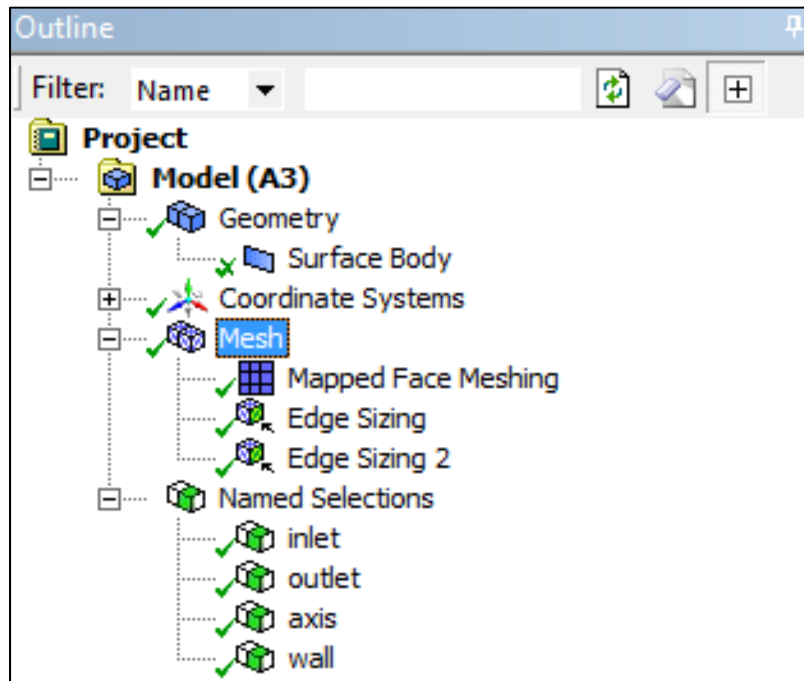 Outline
Filter: Name
Project
Model (A3)
Geometry
Surface Body
Coordinate Systems
Mesh
Mapped Face Meshing
Edge Sizing
Edge Sizing 2
Named Selections
inlet
outlet
axis
wall